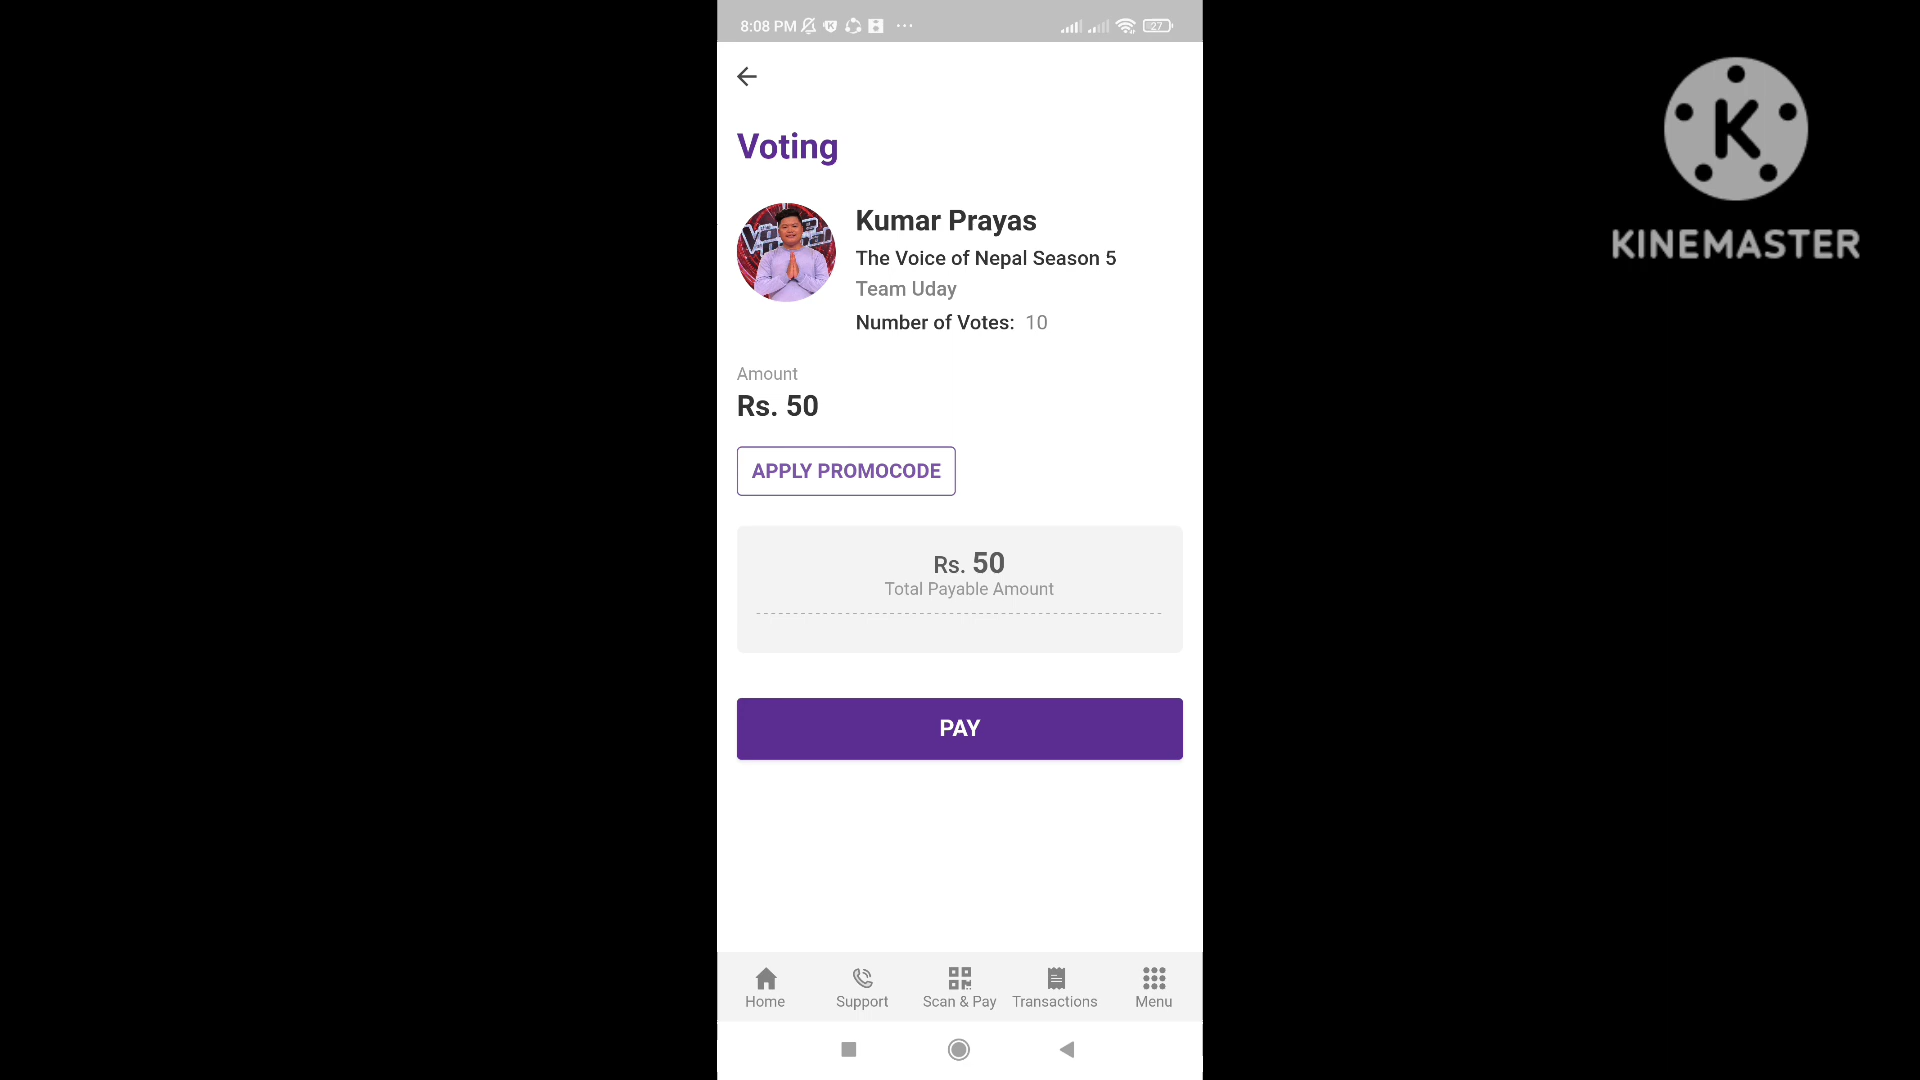 8:08 PM
27
Voting
Kumar Prayas
The Voice of Nepal Season 5
Team Uday
Number of Votes: 10
Amount
Rs. 50
APPLY PROMOCODE
Rs. 50
Total Payable Amount
PAY
Home
Support
Scan & Pay
Transactions
Menu
K
KINEMASTER